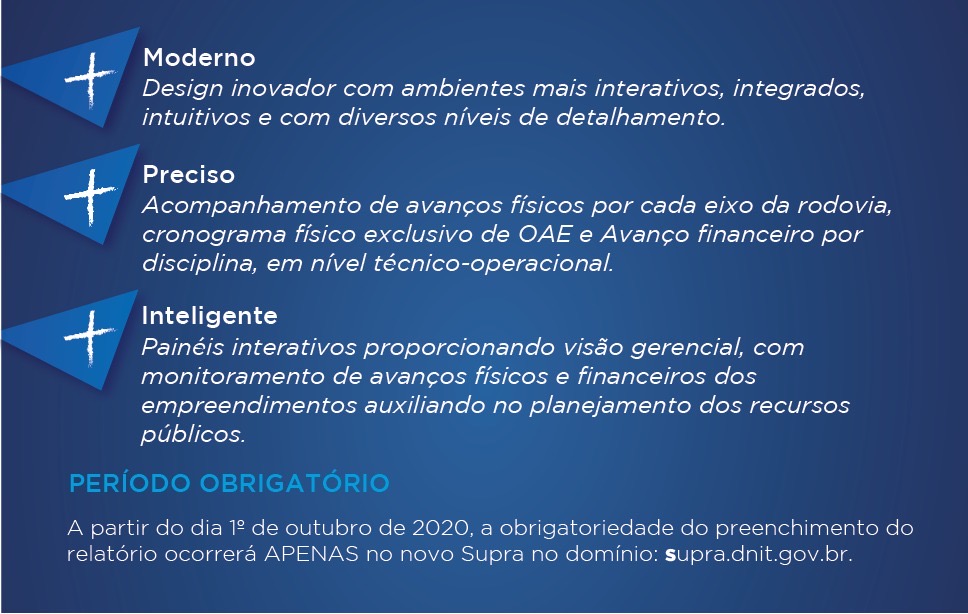 Moderno
Design inovador com ambientes mais interativos, integrados,
intuitivos e com diversos níveis de detalhamento.
Preciso
Acompanhamento de avanços físicos por cada eixo da rodovia,
cronograma físico exclusivo de OAE e Avanço financeiro por
disciplina, em nível técnico-operacional.
Inteligente
Painéis interativos proporcionando visão gerencial, com
monitoramento de avanços físicos e financeiros dos
empreendimentos auxiliando no planejamento dos recursos
públicos.
PERÍODO OBRIGATÓRIO
A partir do dia 1º de outubro de 2020, a obrigatoriedade do preenchimento do
relatório ocorrerá APENAS no novo Supra no domínio: supra.dnit.gov.br.